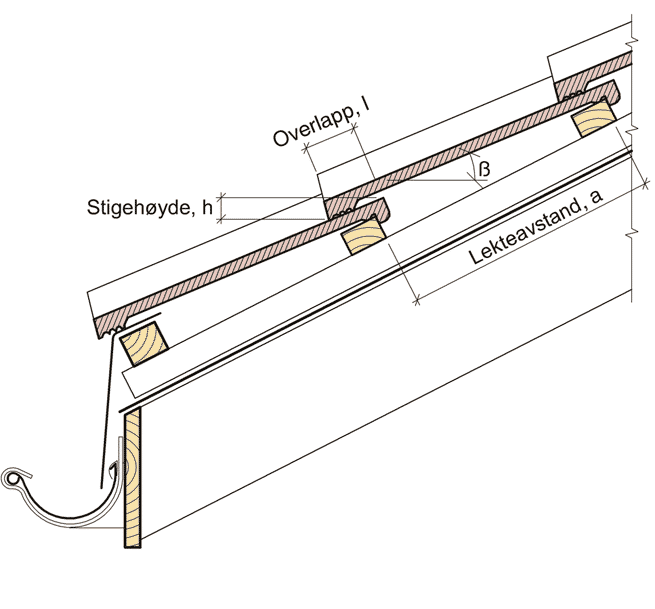 Overlapp, l
Stigehøyde, h
ß
Lekteavstand, a